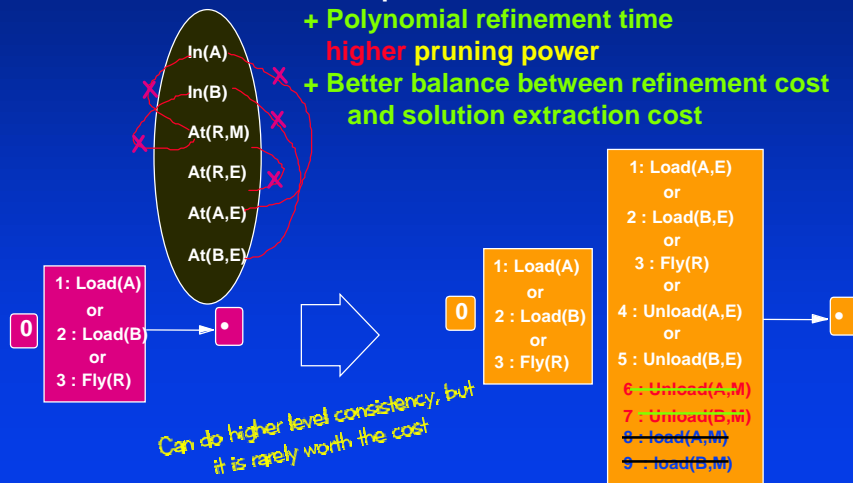 + Polynomial refinement time
higher pruning power
+ Better balance between refinement cost
and solution extraction cost
In(A)
In(B)
At(R,M)
At(R,E)
At(A,E)
At(B,E)
0
1: Load(A)
or
2 : Load(B)
or
3 : Fly(R)
0
1: Load(A)
or
2 : Load(B)
or
3 : Fly(R)
1: Load(A,E)
or
2 : Load(B,E)
or
3 : Fly(R)
or
4 : Unload(A,E)
or
5 : Unload(B,E)
6 : Unload(A,M)
7 : Unload(B,M)
8 : load(A,M)
9 : load(B,M)
Can do higher level consistency, but
it is rarely worth the cost